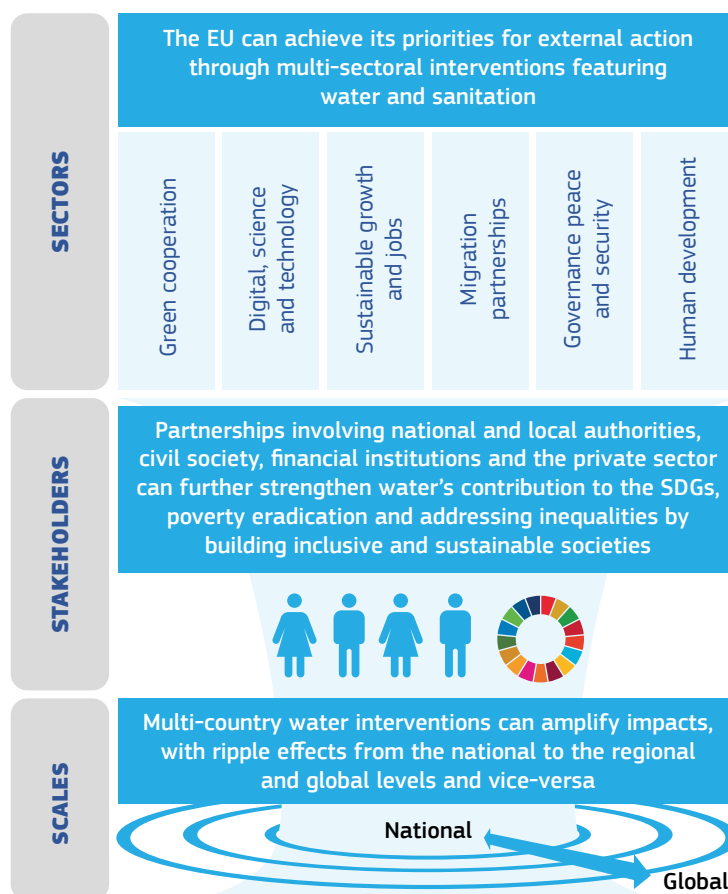 SECTORS
The EU can achieve its priorities for external action
through multi-sectoral interventions featuring
water and sanitation
Green cooperation
Digital, science
and technology
Sustainable growth
and jobs
Migration
partnerships
Governance peace
and security
Human development
STAKEHOLDERS
Partnerships involving national and local authorities,
civil society, financial institutions and the private sector
can further strengthen water's contribution to the SDGs,
poverty eradication and addressing inequalities by
building inclusive and sustainable societies
SCALES
Multi-country water interventions can amplify impacts,
with ripple effects from the national to the regional
and global levels and vice-versa
National
Global